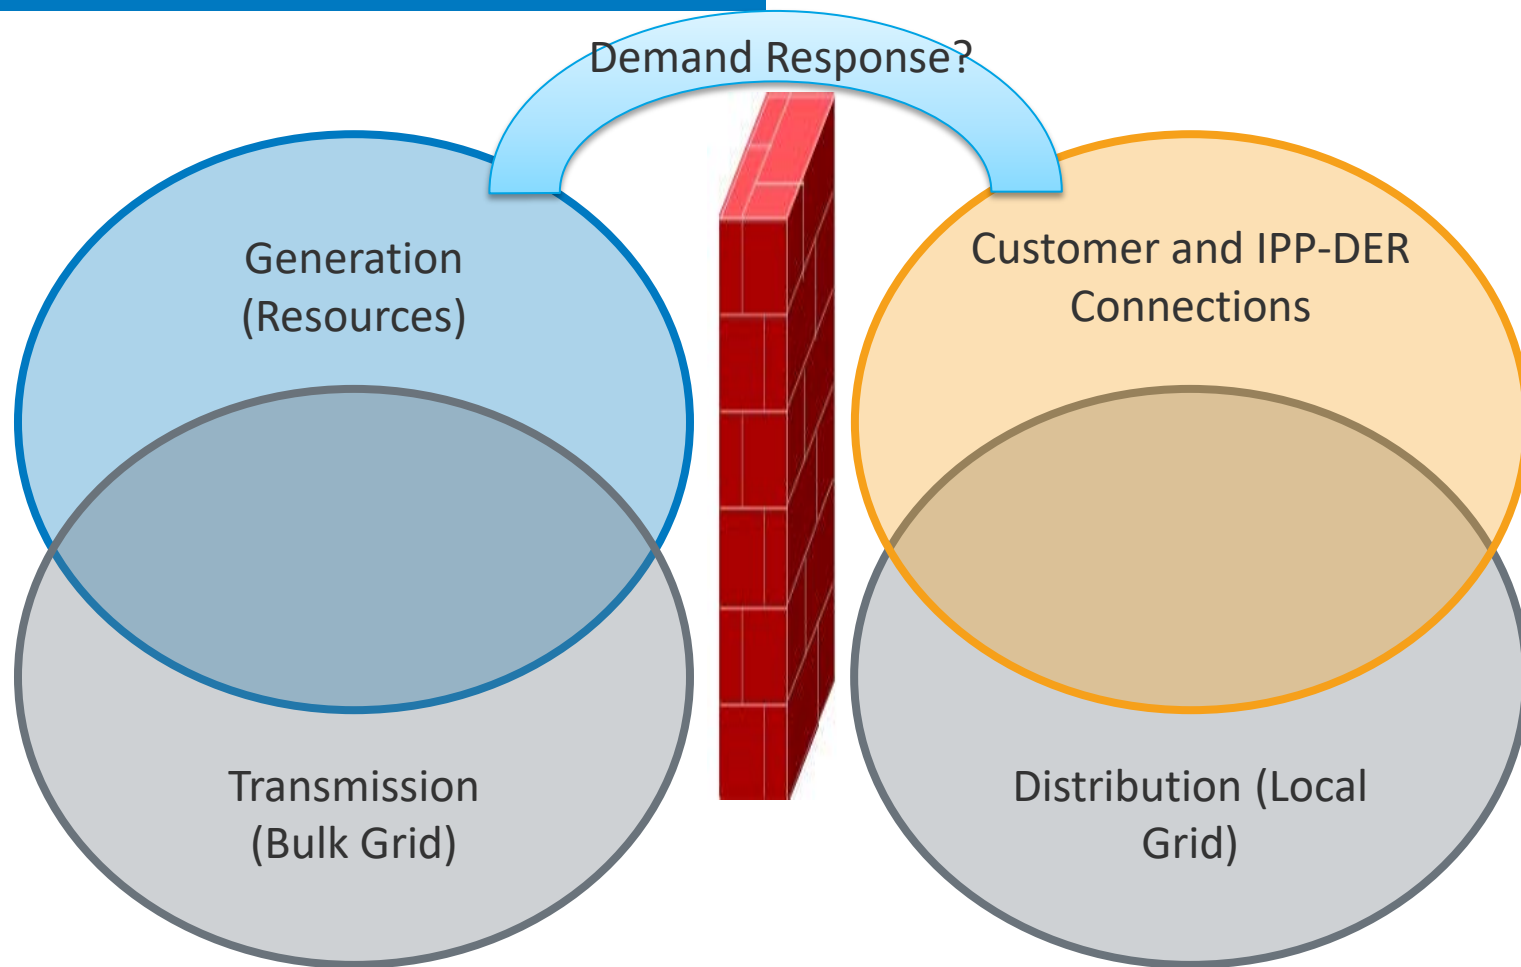 Demand Response?
Generation
(Resources)
Customer and IPP-DER
Connections
Transmission
(Bulk Grid)
Distribution (Local
Grid)